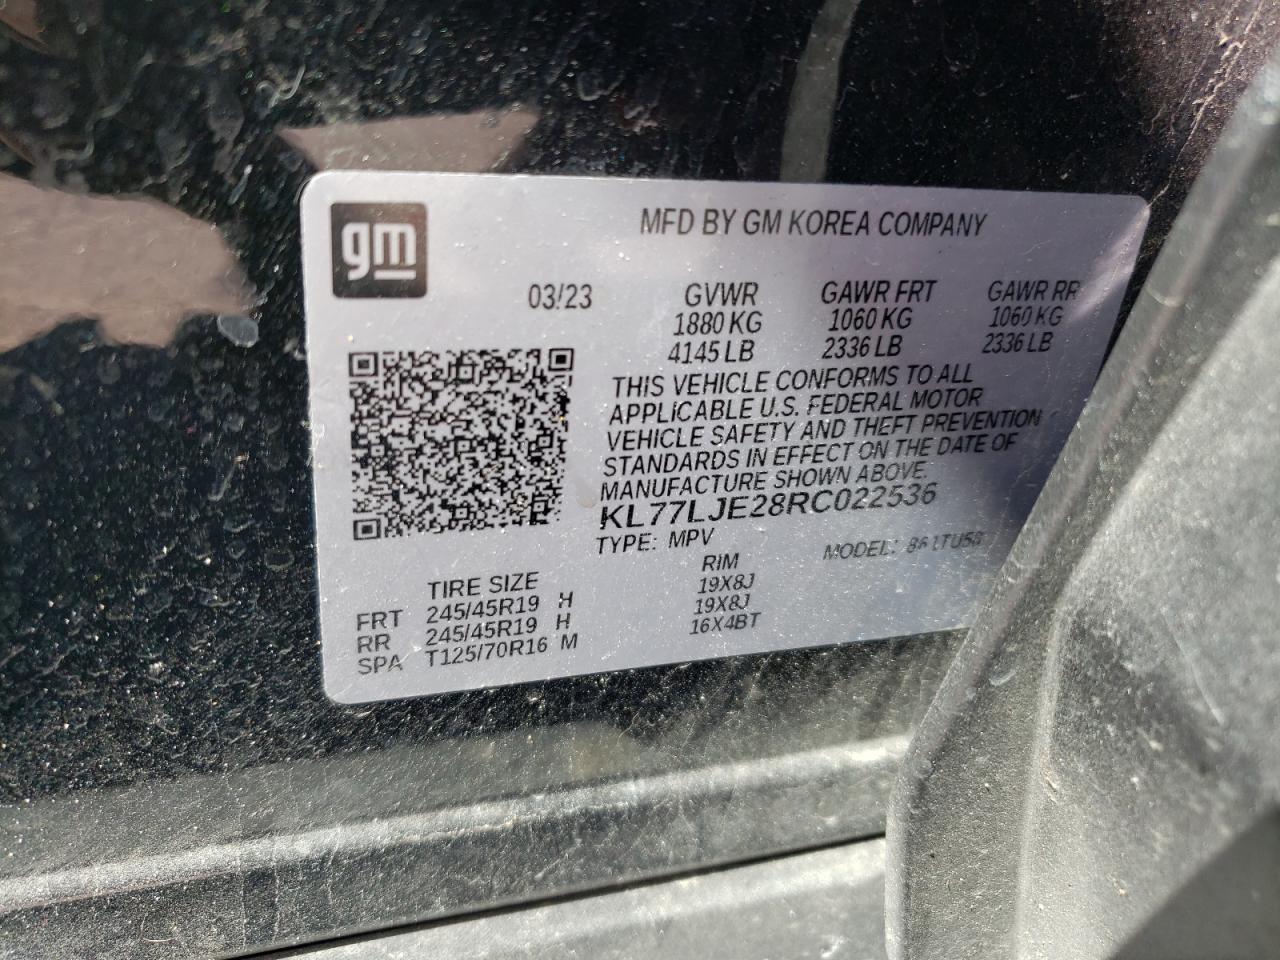 gm
MFD BY GM KOREA COMPANY
03/23 GVWR GAWR FRT GAWR RR
1880 KG 1060 KG 1060 KG
4145 LB 2336 LB 2336 LB
THIS VEHICLE CONFORMS TO ALL
APPLICABLE U.S. FEDERAL MOTOR
VEHICLE SAFETY AND THEFT PREVENTION
STANDARDS IN EFFECT ON THE DATE OF
MANUFACTURE SHOWN ABOVE.
KL77LJE28RC022536
TYPE: MPV MODEL:
TIRE SIZE RIM
FRT 245/45R19 H 19X8J
RR 245/45R19 H 19X8J
SPA T125/70R16 M 16X4BT